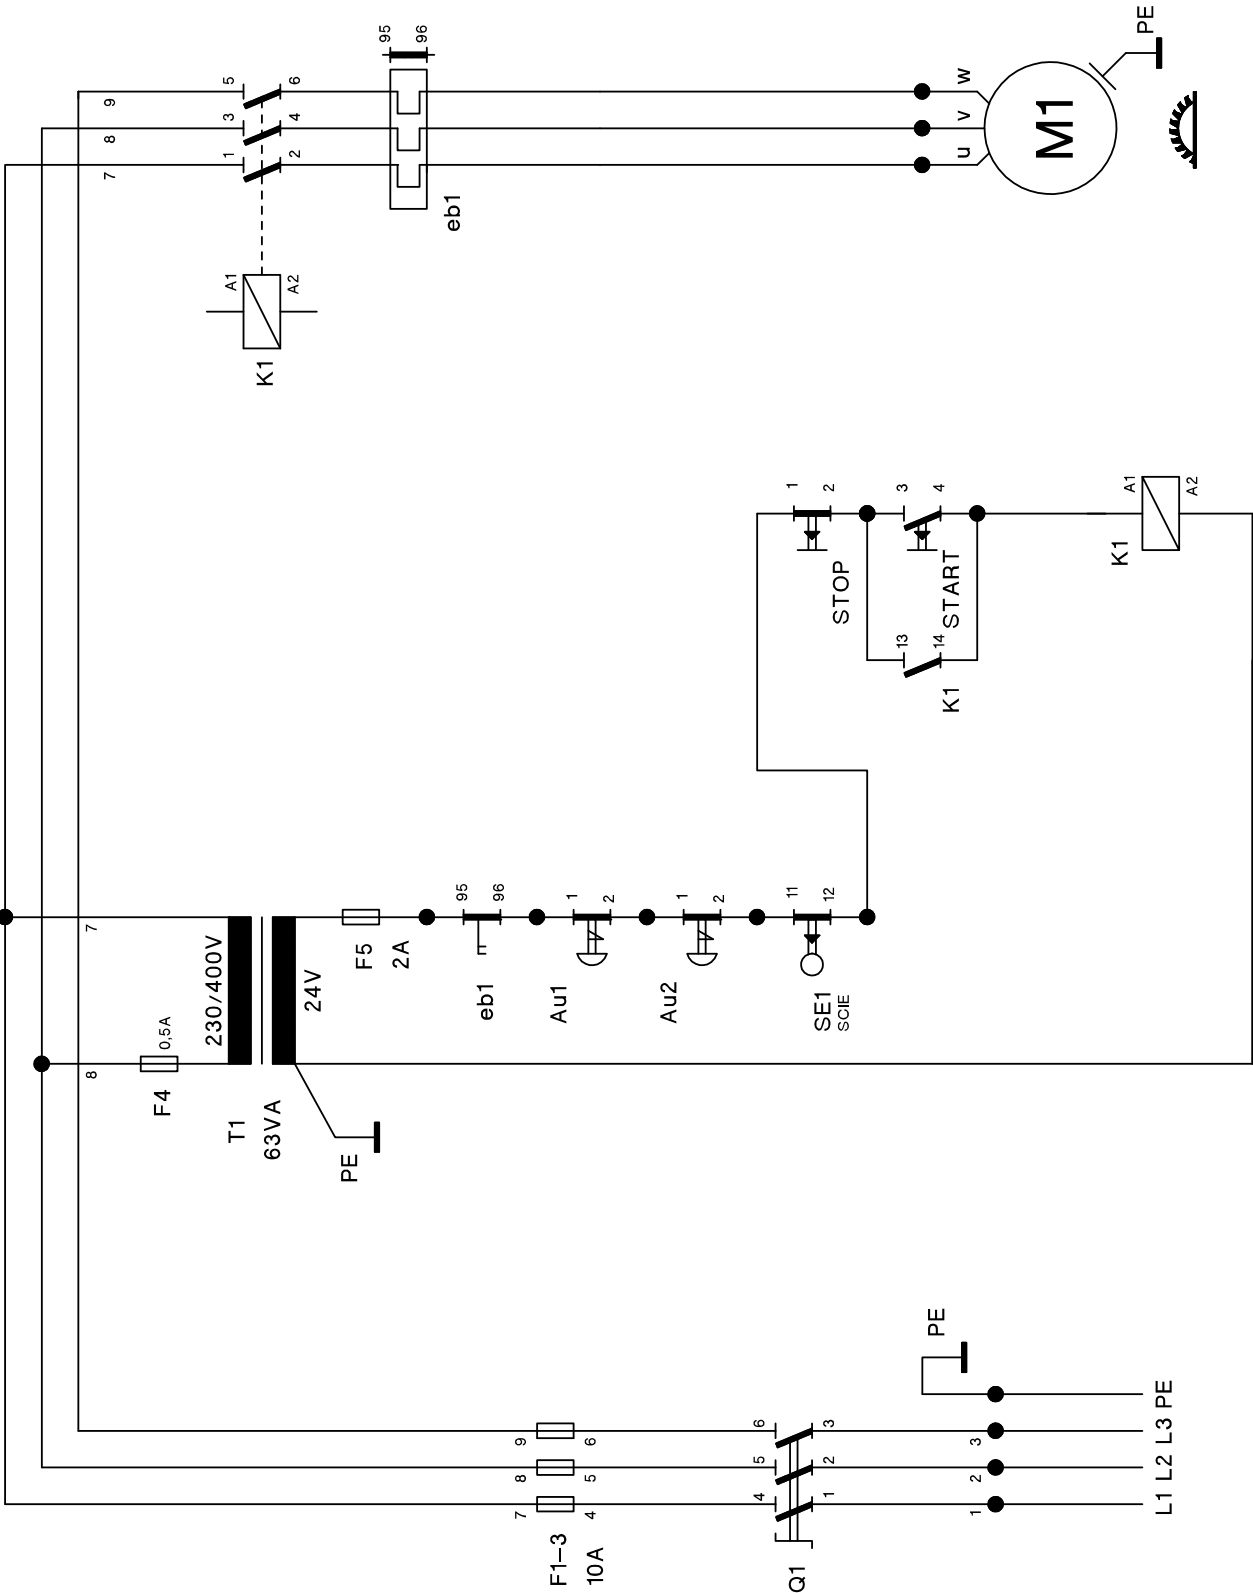 7 8 9
F1-3
10A
4 5 6
Q1
4 5 6
1 2 3
1 2 3
PE
L1 L2 L3 PE
8 7
F4 0,5A
T1 230/400V
63VA
24V
PE
F5
2A
eb1
95
96
Au1
1
2
Au2
1
2
SE1
SCIE
11
12
STOP
1
2
K1
13
14
START
3
4
K1
A1
A2
7 8 9
K1
A1
A2
1 3 5
2 4 6
eb1
95
96
u v w
M1
PE